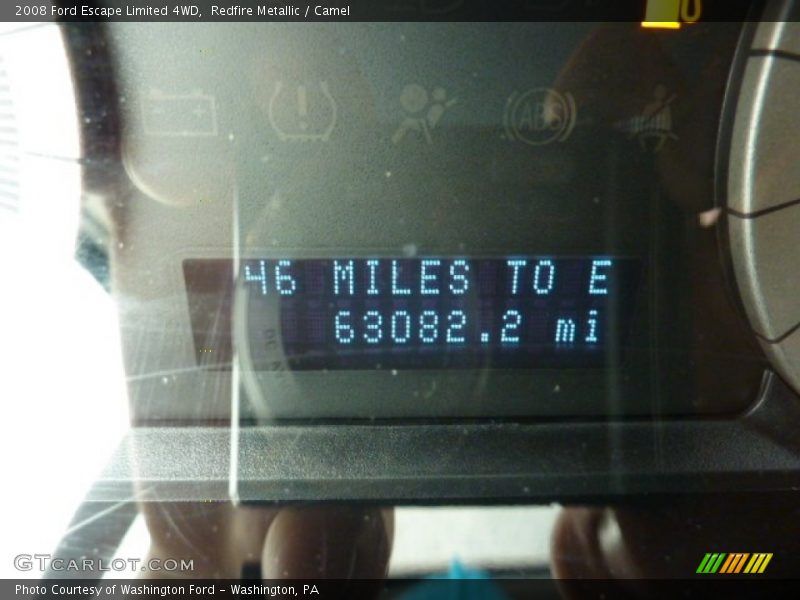 2008 Ford Escape Limited 4WD, Redfire Metallic / Camel
ABS
46 MILES TO E
63082.2 mi
GTCARLOT.COM
Photo Courtesy of Washington Ford - Washington, PA